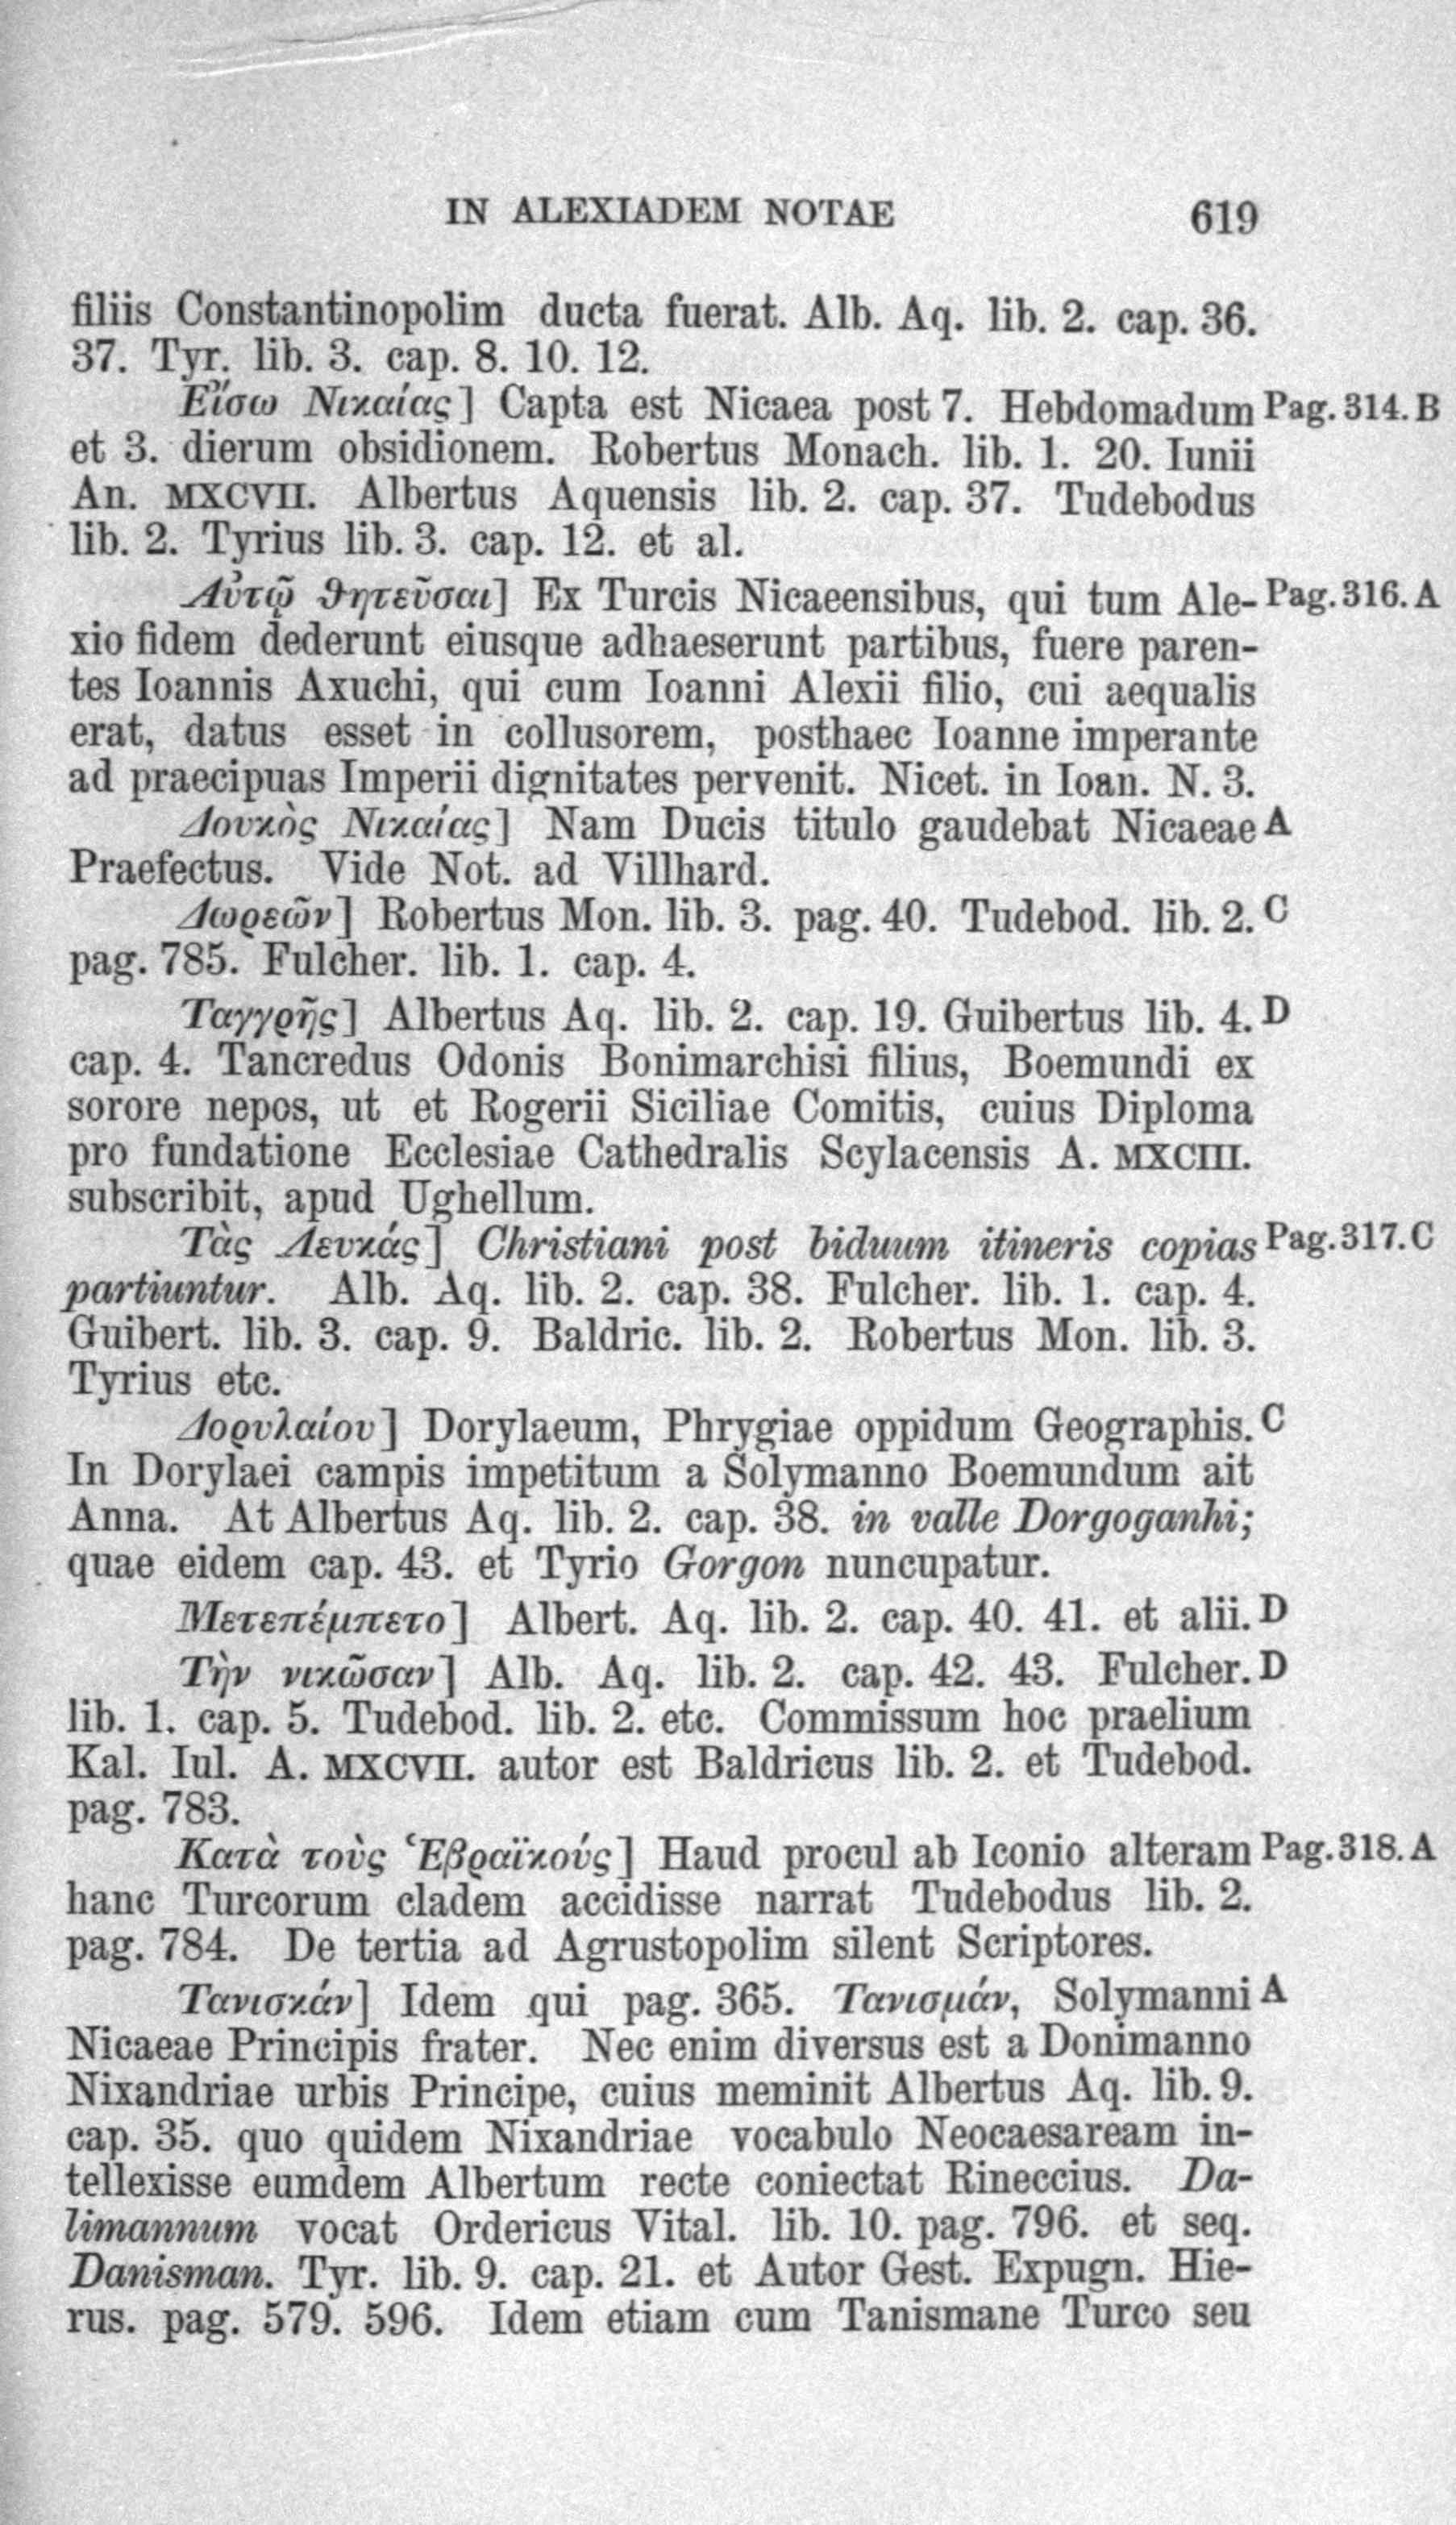 IN ALEXIADEM NOTAE 619
filiis Constantinopolim ducta fuerat. Alb. Aq. lib. 2. cap. 36.
37. Tyr. lib. 3. cap. 8. 10. 12.
Εἴσω Νικαίας] Capta est Nicaea post 7. Hebdomadum Pag. 314. B
et 3. dierum obsidionem. Robertus Monach. lib. 1. 20. Iunii
An. MXCVII. Albertus Aquensis lib. 2. cap. 37. Tudebodus
lib. 2. Tyrius lib. 3. cap. 12. et al.
Αὐτῷ θητεῦσαι] Ex Turcis Nicaeensibus, qui tum Ale- Pag. 316. A
xio fidem dederunt eiusque adhaeserunt partibus, fuere paren-
tes Ioannis Axuchi, qui cum Ioanni Alexii filio, cui aequalis
erat, datus esset in collusorem, posthaec Ioanne imperante
ad praecipuas Imperii dignitates pervenit. Nicet. in Ioan. N. 3.
Δουκὸς Νικαίας] Nam Ducis titulo gaudebat Nicaeae A
Praefectus. Vide Not. ad Villhard.
Δωρεῶν] Robertus Mon. lib. 3. pag. 40. Tudebod. lib. 2. C
pag. 785. Fulcher. lib. 1. cap. 4.
Ταγγρῆς] Albertus Aq. lib. 2. cap. 19. Guibertus lib. 4. D
cap. 4. Tancredus Odonis Bonimarchisi filius, Boemundi ex
sorore nepos, ut et Rogerii Siciliae Comitis, cuius Diploma
pro fundatione Ecclesiae Cathedralis Scylacensis A. MXCIII.
subscribit, apud Ughellum.
Τὰς Λευκάς] Christiani post biduum itineris copias Pag. 317. C
partiuntur. Alb. Aq. lib. 2. cap. 38. Fulcher. lib. 1. cap. 4.
Guibert. lib. 3. cap. 9. Baldric. lib. 2. Robertus Mon. lib. 3.
Tyrius etc.
Δορυλαίου] Dorylaeum, Phrygiae oppidum Geographis. C
In Dorylaei campis impetitum a Solymanno Boemundum ait
Anna. At Albertus Aq. lib. 2. cap. 38. in valle Dorgoganhi;
quae eidem cap. 43. et Tyrio Gorgon nuncupatur.
Μετεπέμπετο] Albert. Aq. lib. 2. cap. 40. 41. et alii. D
Τὴν νικῶσαν] Alb. Aq. lib. 2. cap. 42. 43. Fulcher. D
lib. 1. cap. 5. Tudebod. lib. 2. etc. Commissum hoc praelium
Kal. Iul. A. MXCVII. autor est Baldricus lib. 2. et Tudebod.
pag. 783.
Κατὰ τοὺς Ἑβραϊκούς] Haud procul ab Iconio alteram Pag. 318. A
hanc Turcorum cladem accidisse narrat Tudebodus lib. 2.
pag. 784. De tertia ad Agrustopolim silent Scriptores.
Τανισκάν] Idem qui pag. 365. Τανισμάν, Solymanni A
Nicaeae Principis frater. Nec enim diversus est a Donimanno
Nixandriae urbis Principe, cuius meminit Albertus Aq. lib. 9.
cap. 35. quo quidem Nixandriae vocabulo Neocaesaream in-
tellexisse eumdem Albertum recte coniectat Rineccius. Da-
limannum vocat Ordericus Vital. lib. 10. pag. 796. et seq.
Danisman. Tyr. lib. 9. cap. 21. et Autor Gest. Expugn. Hie-
rus. pag. 579. 596. Idem etiam cum Tanismane Turco seu